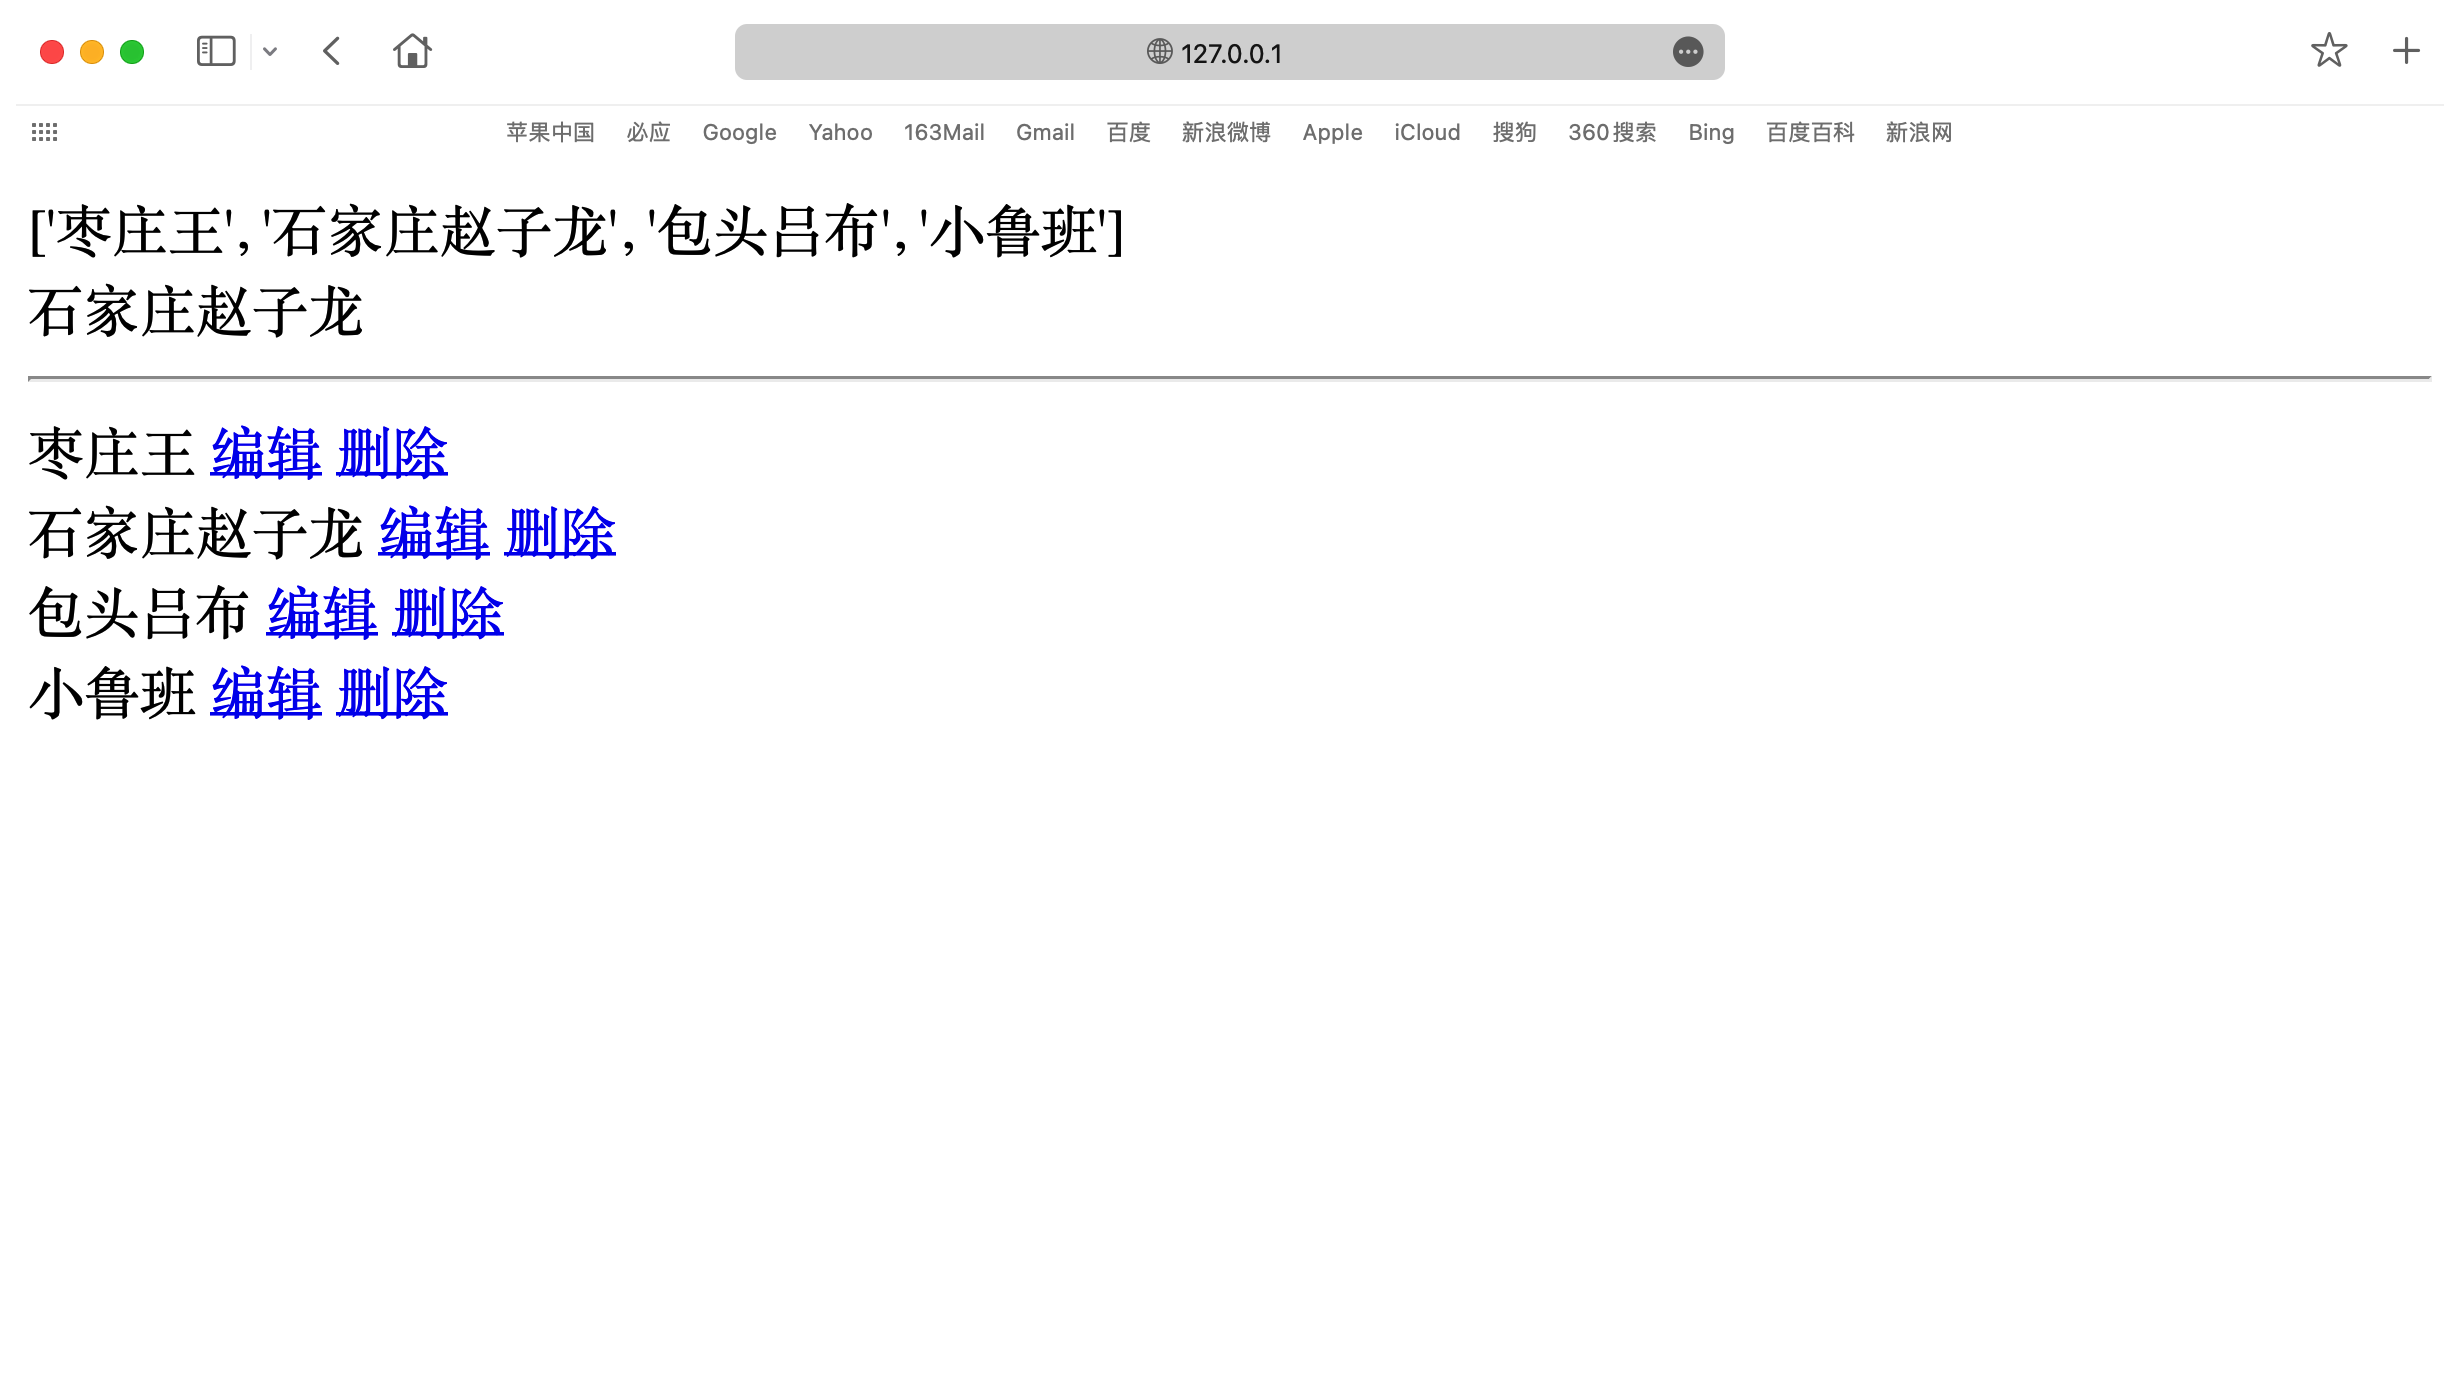 127.0.0.1
苹果中国 必应 Google Yahoo 163Mail Gmail 百度 新浪微博 Apple iCloud 搜狗 360搜索 Bing 百度百科 新浪网
['枣庄王', '石家庄赵子龙', '包头吕布', '小鲁班']
石家庄赵子龙
枣庄王 编辑 删除
石家庄赵子龙 编辑 删除
包头吕布 编辑 删除
小鲁班 编辑 删除